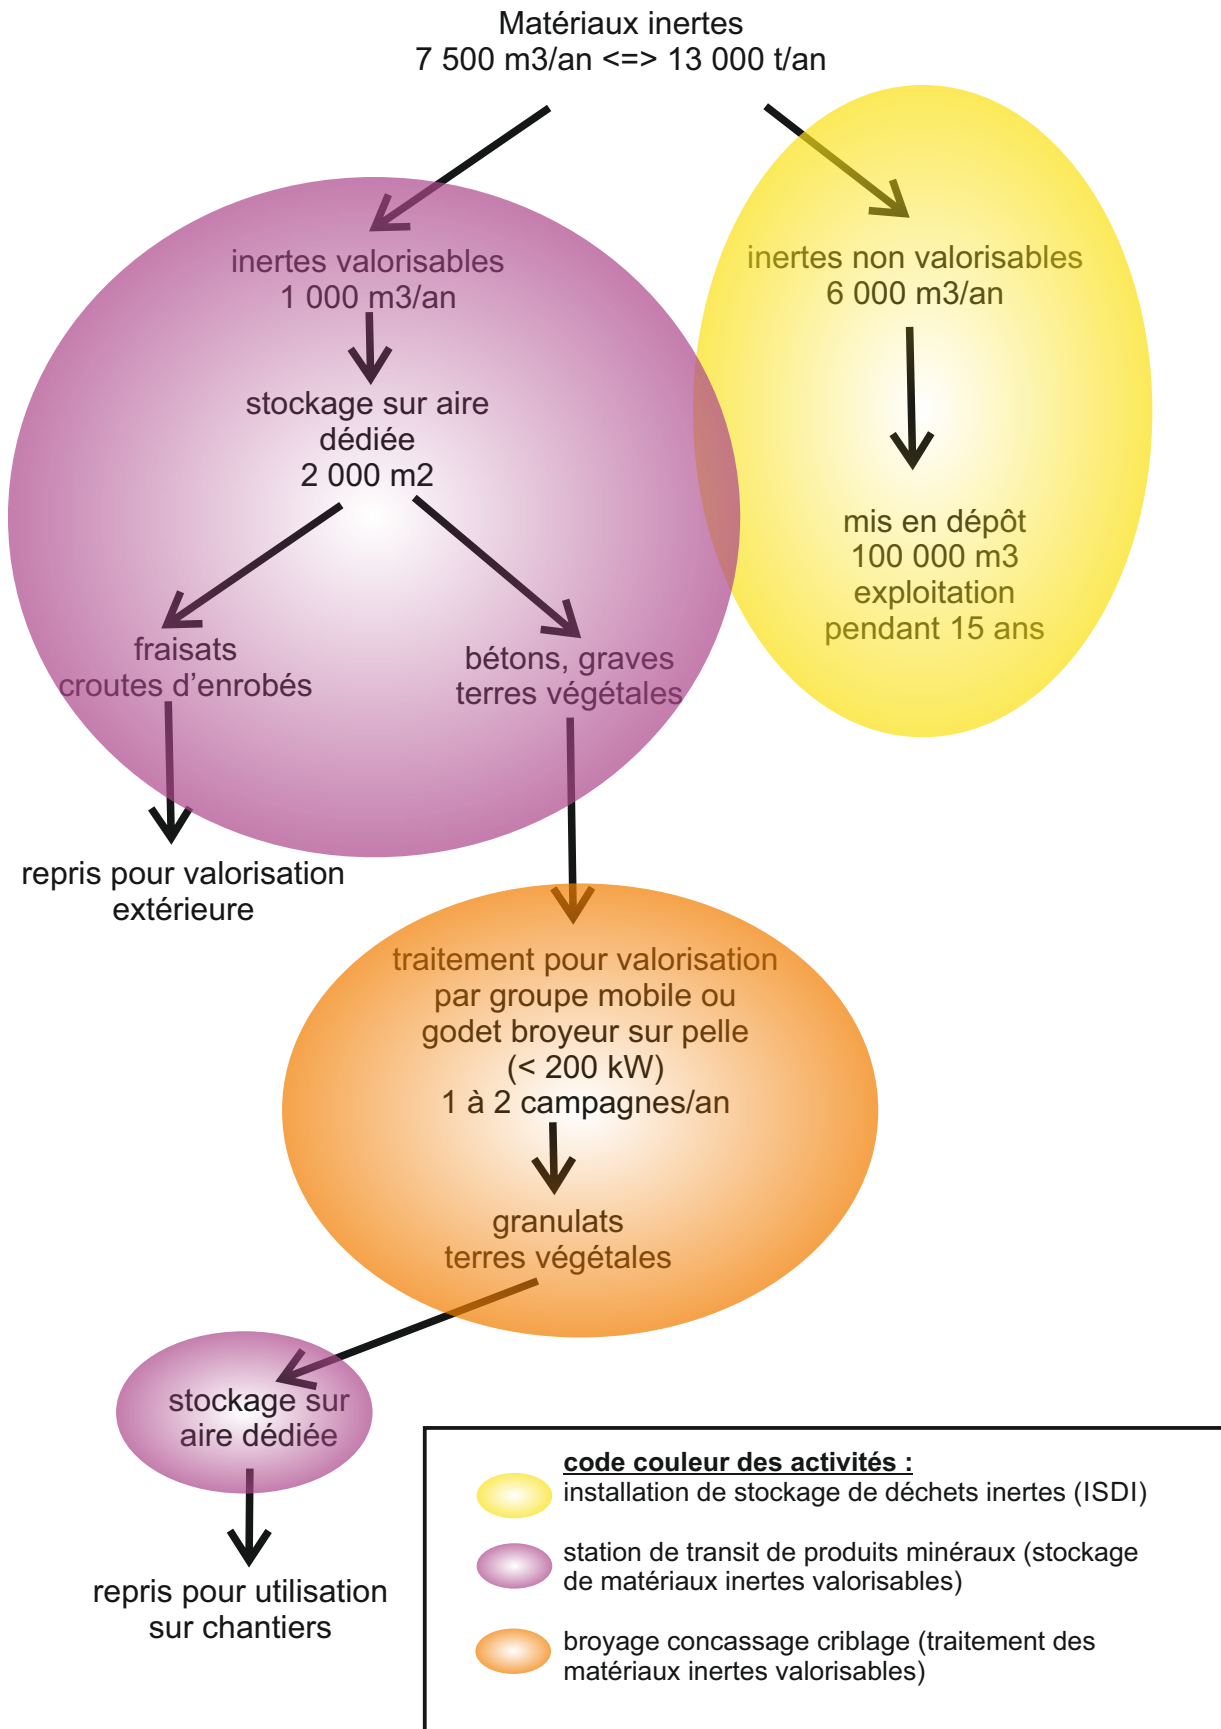 Matériaux inertes
7 500 m3/an <=> 13 000 t/an
inertes valorisables
1 000 m3/an
stockage sur aire
dédiée
2 000 m2
fraisats
croutes d'enrobés
bétons, graves
terres végétales
repris pour valorisation
extérieure
inertes non valorisables
6 000 m3/an
mis en dépôt
100 000 m3
exploitation
pendant 15 ans
traitement pour valorisation
par groupe mobile ou
godet broyeur sur pelle
(< 200 kW)
1 à 2 campagnes/an
granulats
terres végétales
stockage sur
aire dédiée
repris pour utilisation
sur chantiers
code couleur des activités :
installation de stockage de déchets inertes (ISDI)
station de transit de produits minéraux (stockage
de matériaux inertes valorisables)
broyage concassage criblage (traitement des
matériaux inertes valorisables)